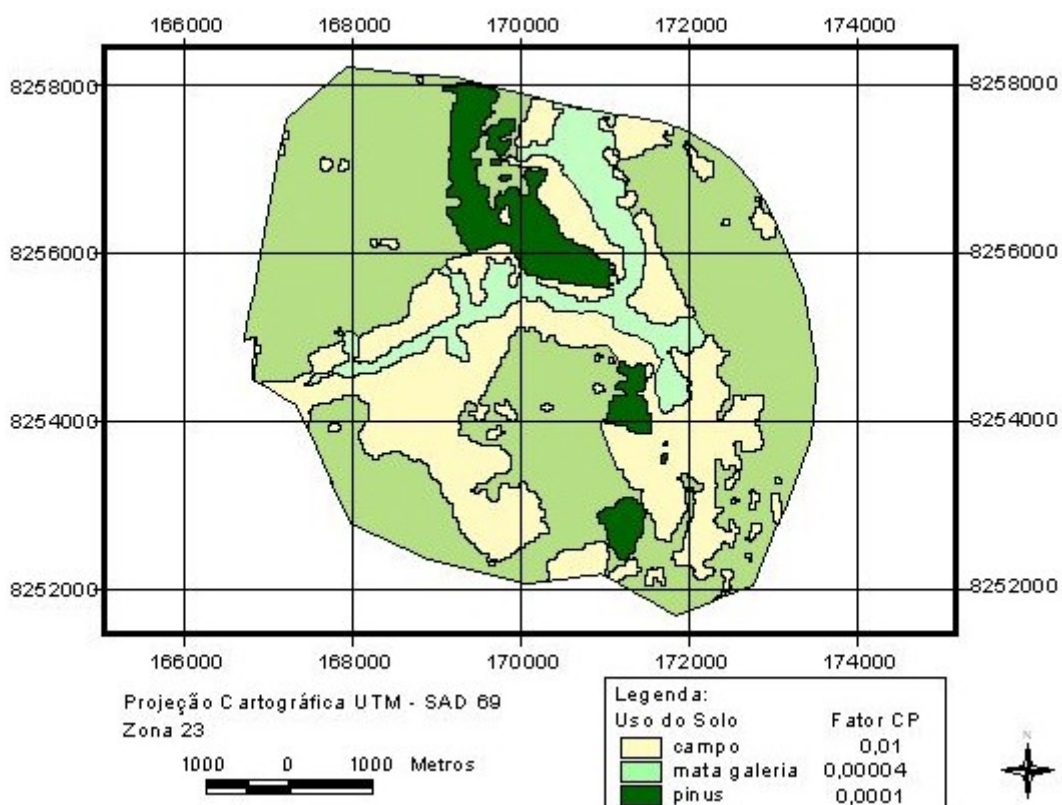 166000 168000 170000 172000 174000
8258000 8258000
8256000 8256000
8254000 8254000
8252000 8252000
166000 168000 170000 172000 174000
Projeção Cartográfica UTM - SAD 69
Zona 23
1000 0 1000 Metros
Legenda:
Uso do Solo Fator CP
campo 0,01
mata galeria 0,00004
pinus 0,0001
N